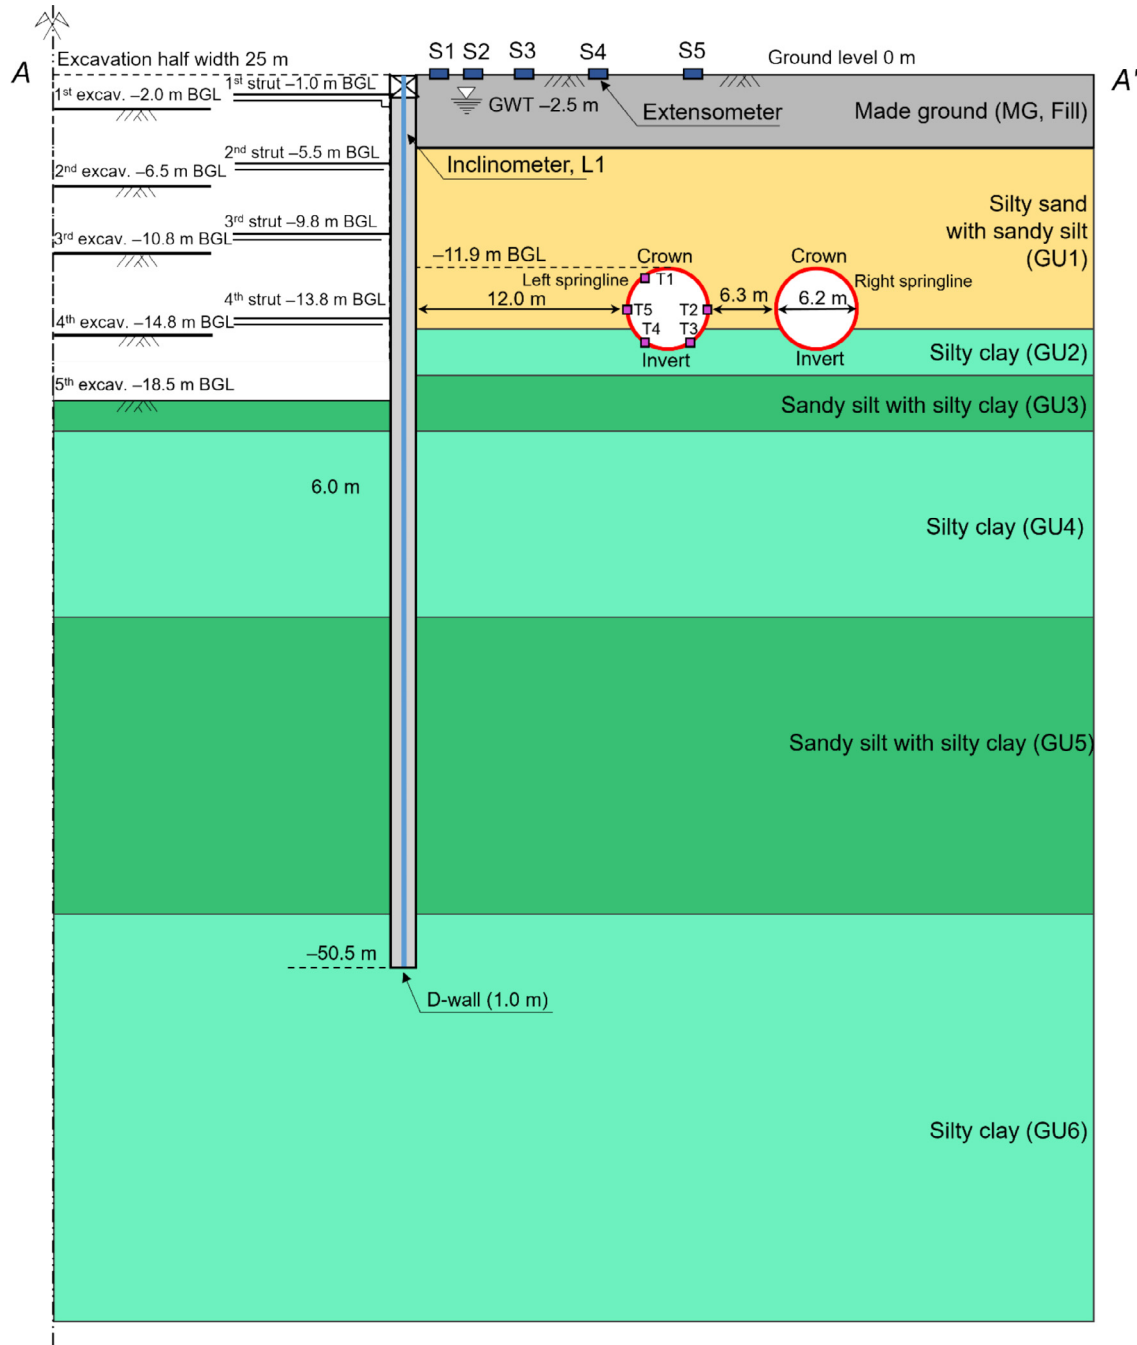 S1 S2 S3 S4 S5
Excavation half width 25 m
Ground level 0 m
A
A'
1st strut –1.0 m BGL
1st excav. –2.0 m BGL
GWT –2.5 m
Extensometer
Made ground (MG, Fill)
2nd strut –5.5 m BGL
2nd excav. –6.5 m BGL
Inclinometer, L1
Silty sand
with sandy silt
(GU1)
3rd strut –9.8 m BGL
3rd excav. –10.8 m BGL
–11.9 m BGL
Crown
Crown
Left springline
T1
Right springline
4th strut –13.8 m BGL
12.0 m
T5
T2
6.3 m
6.2 m
4th excav. –14.8 m BGL
T4
T3
Invert
Invert
Silty clay (GU2)
5th excav. –18.5 m BGL
Sandy silt with silty clay (GU3)
6.0 m
Silty clay (GU4)
Sandy silt with silty clay (GU5)
–50.5 m
D-wall (1.0 m)
Silty clay (GU6)